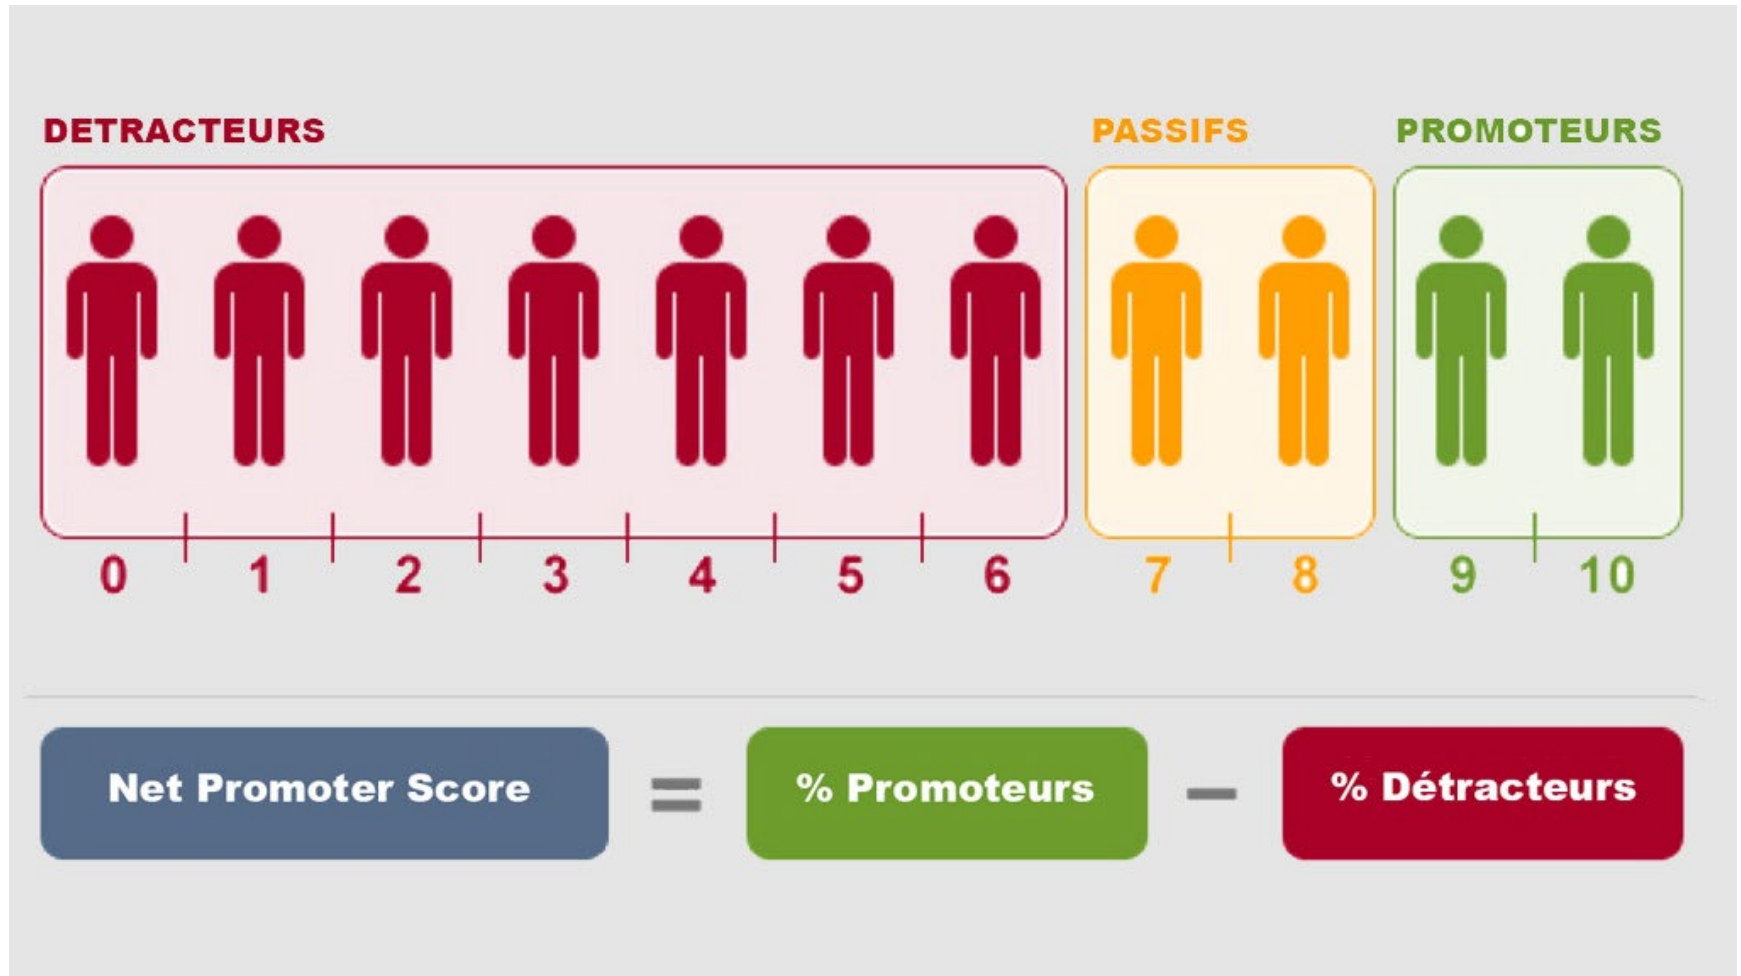 DETRACTEURS PASSIFS PROMOTEURS
0 1 2 3 4 5 6 7 8 9 10
Net Promoter Score = % Promoteurs — % Détracteurs